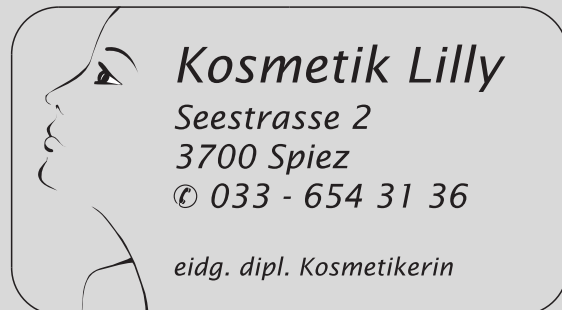 Kosmetik Lilly
Seestrasse 2
3700 Spiez
✆ 033 - 654 31 36
eidg. dipl. Kosmetikerin